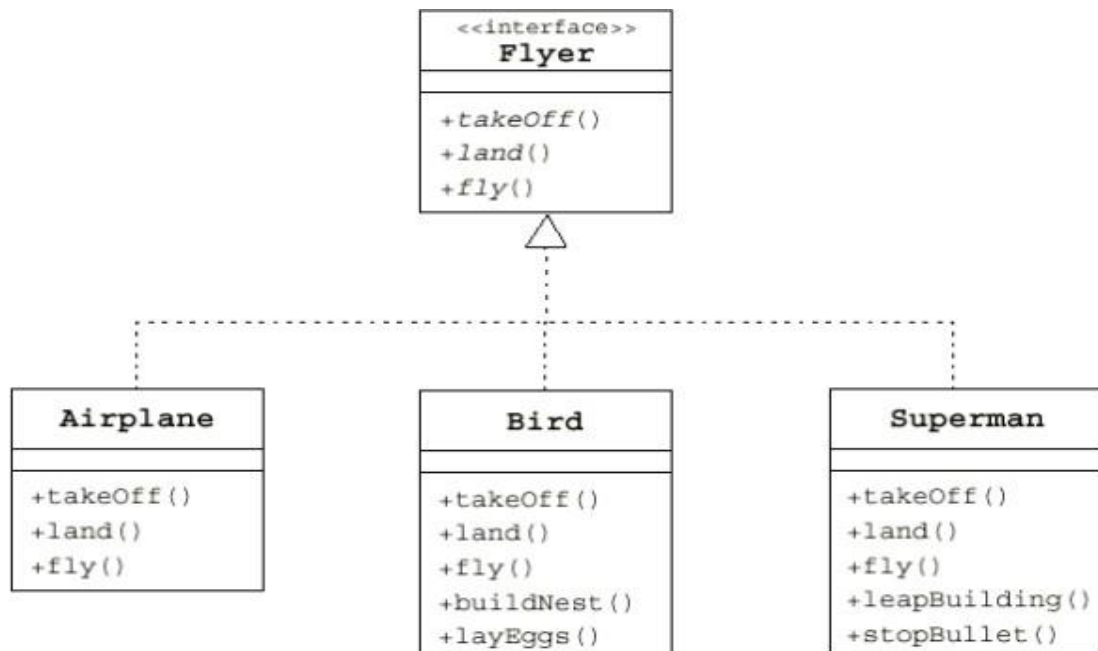 <<interface>>
Flyer
+takeOff()
+land()
+fly()
Airplane
+takeOff()
+land()
+fly()
Bird
+takeOff()
+land()
+fly()
+buildNest()
+layEggs()
Superman
+takeOff()
+land()
+fly()
+leapBuilding()
+stopBullet()